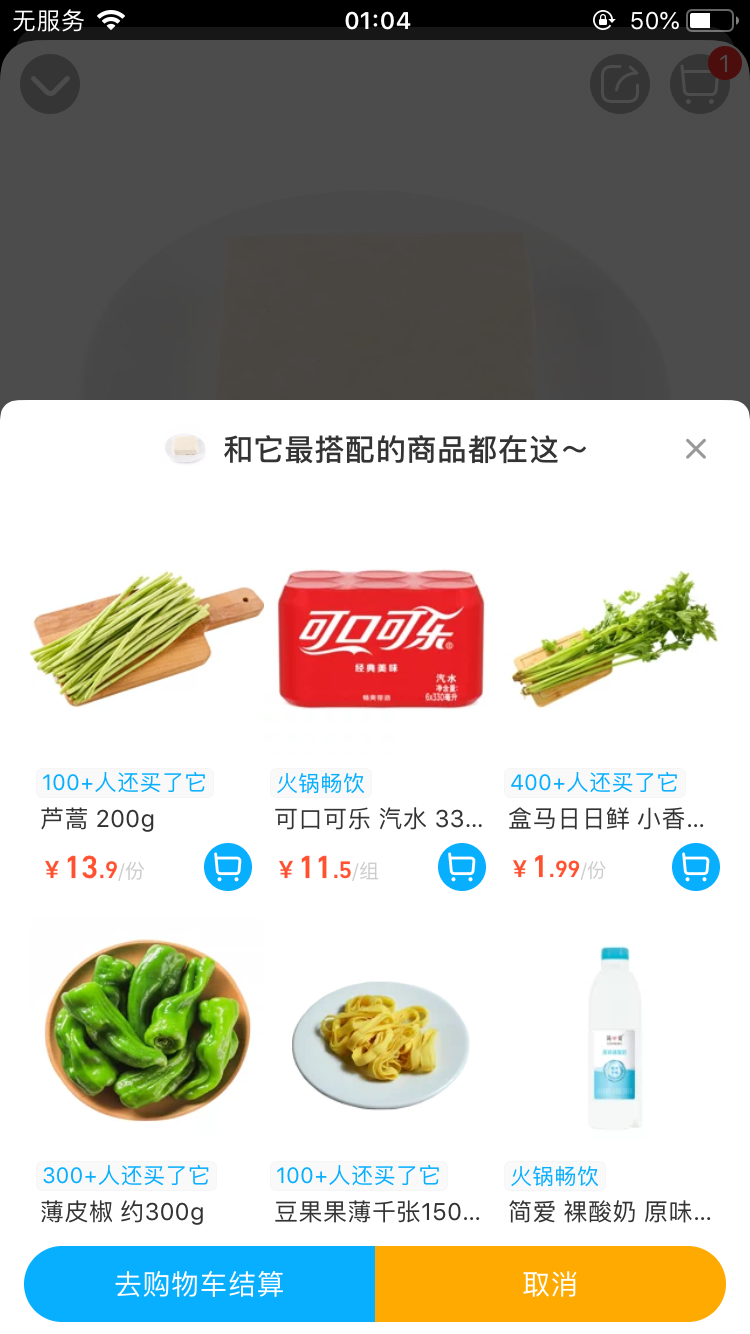 无服务 01:04 50%
1
和它最搭配的商品都在这～
可口可乐
经典美味
汽水
净含量:
6x330毫升
100+人还买了它
火锅畅饮
400+人还买了它
芦蒿 200g
可口可乐 汽水 33...
盒马日日鲜 小香...
¥13.9/份
¥11.5/组
¥1.99/份
300+人还买了它
100+人还买了它
火锅畅饮
薄皮椒 约300g
豆果果薄千张150...
简爱 裸酸奶 原味...
去购物车结算
取消